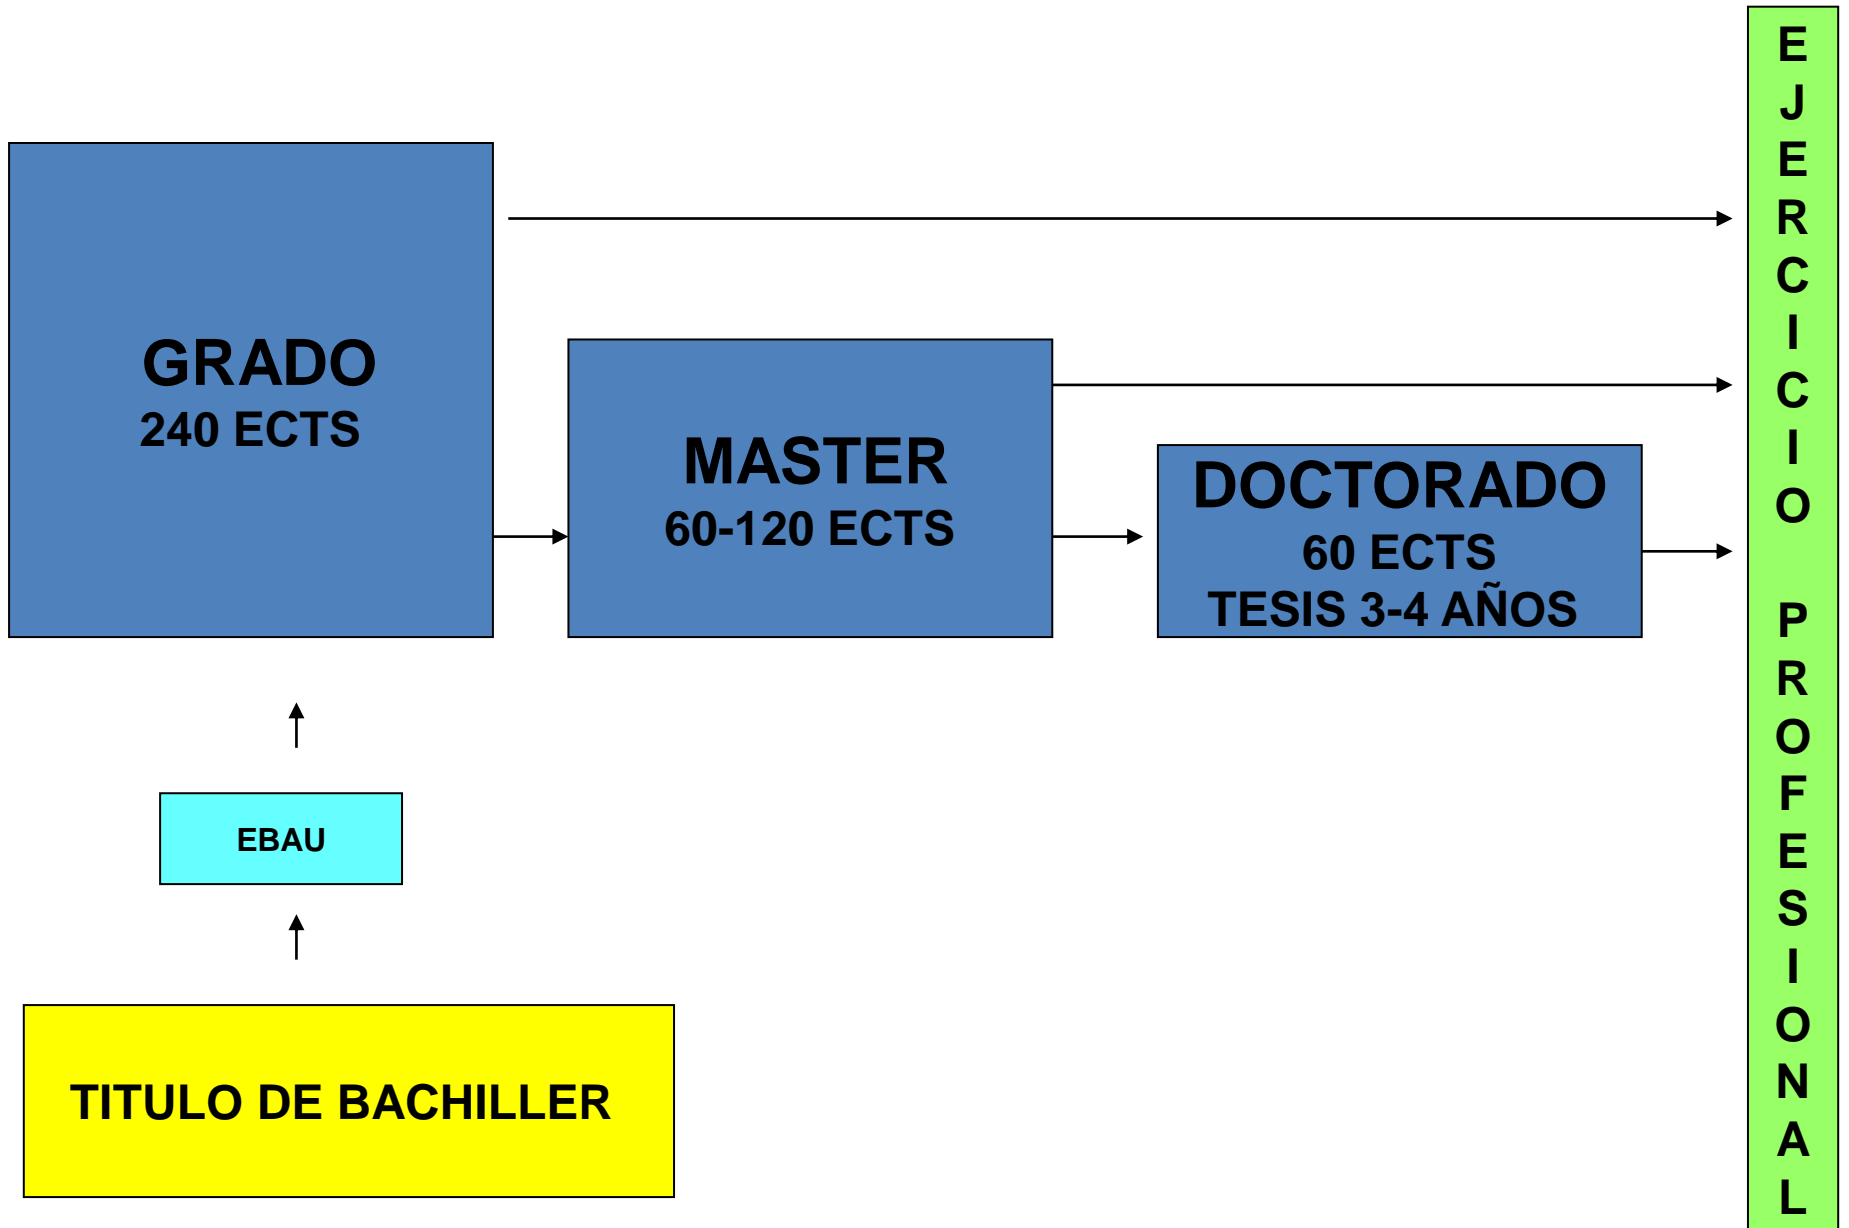 GRADO
240 ECTS
MASTER
60-120 ECTS
DOCTORADO
60 ECTS
TESIS 3-4 AÑOS
EBAU
TITULO DE BACHILLER
E
J
E
R
C
I
C
I
O
P
R
O
F
E
S
I
O
N
A
L